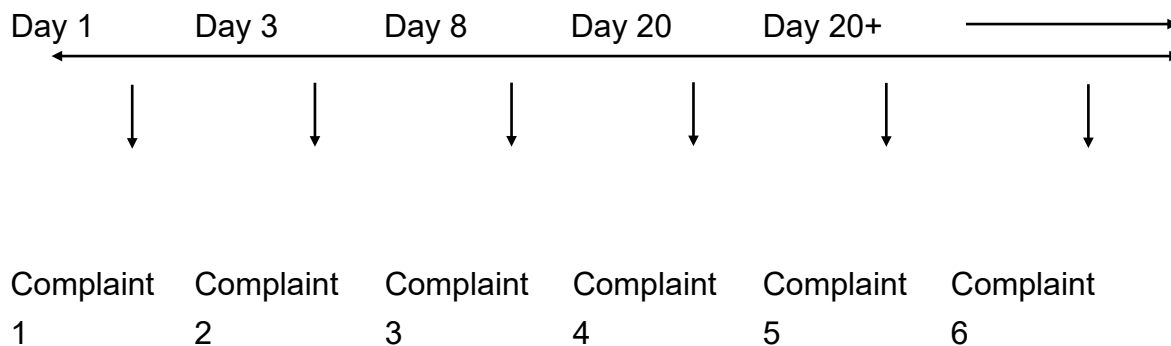 Day 1 Day 3 Day 8 Day 20 Day 20+
Complaint Complaint Complaint Complaint Complaint Complaint
1 2 3 4 5 6